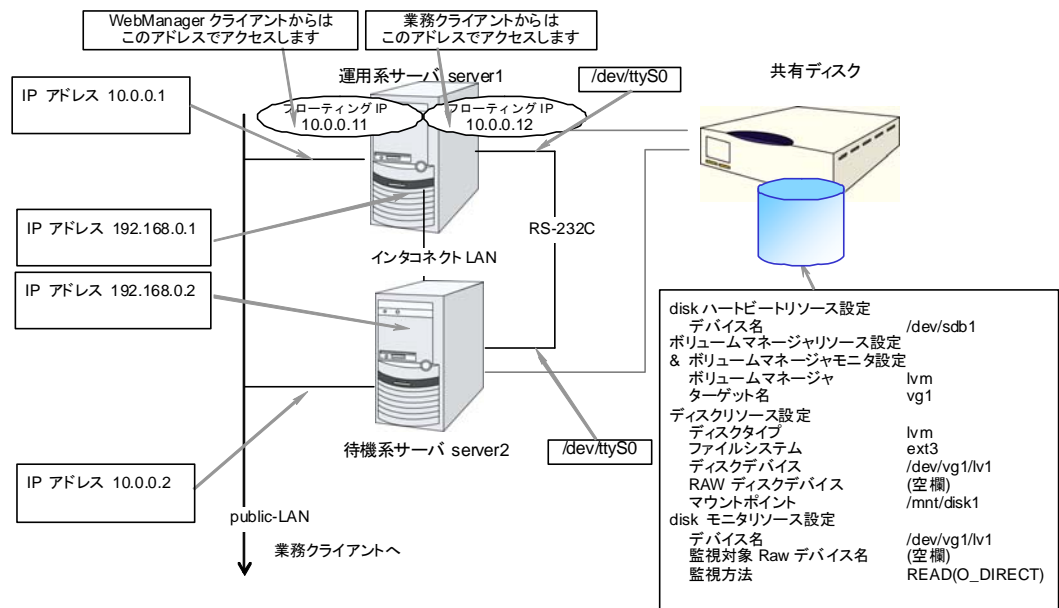 WebManager クライアントからは
このアドレスでアクセスします
業務クライアントからは
このアドレスでアクセスします
運用系サーバ server1
/dev/ttyS0
共有ディスク
IP アドレス 10.0.0.1
フローティング IP
10.0.0.11
フローティング IP
10.0.0.12
IP アドレス 192.168.0.1
RS-232C
インタコネクト LAN
IP アドレス 192.168.0.2
待機系サーバ server2
/dev/ttyS0
IP アドレス 10.0.0.2
public-LAN
業務クライアントへ
disk ハートビートリソース設定
デバイス名 /dev/sdb1
ボリュームマネージャリソース設定
& ボリュームマネージャモニタ設定
ボリュームマネージャ lvm
ターゲット名 vg1
ディスクリソース設定
ディスクタイプ lvm
ファイルシステム ext3
ディスクデバイス /dev/vg1/lv1
RAW ディスクデバイス (空欄)
マウントポイント /mnt/disk1
disk モニタリソース設定
デバイス名 /dev/vg1/lv1
監視対象 Raw デバイス名 (空欄)
監視方法 READ(O_DIRECT)